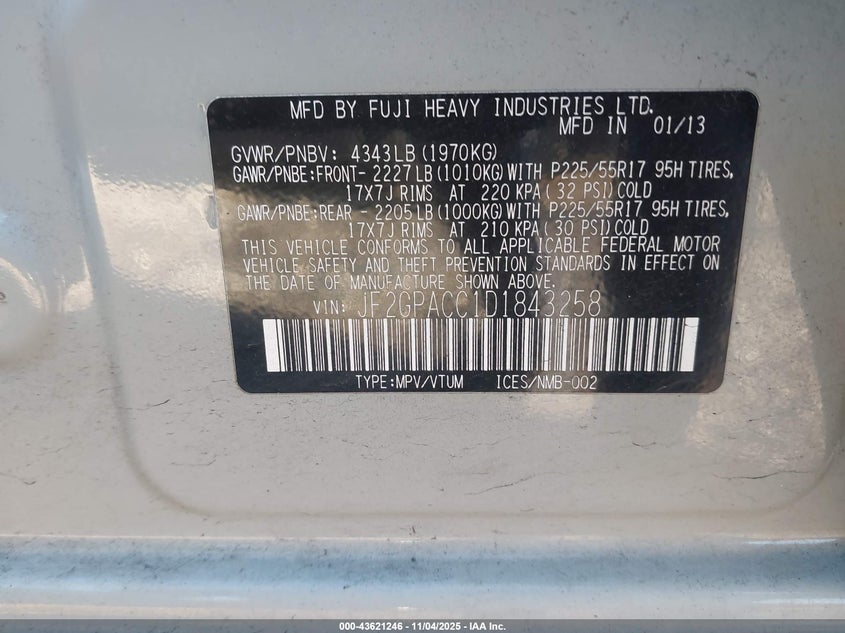 MFD BY FUJI HEAVY INDUSTRIES LTD.
MFD IN 01/13
GVWR/PNBV: 4343LB (1970KG)
GAWR/PNBE:FRONT- 2227LB (1010KG) WITH P225/55R17 95H TIRES,
17X7J RIMS AT 220 KPA (32 PSI) COLD
GAWR/PNBE:REAR - 2205LB (1000KG) WITH P225/55R17 95H TIRES,
17X7J RIMS AT 210 KPA (30 PSI) COLD
THIS VEHICLE CONFORMS TO ALL APPLICABLE FEDERAL MOTOR
VEHICLE SAFETY AND THEFT PREVENTION STANDARDS IN EFFECT ON
THE DATE OF MANUFACTURE SHOWN ABOVE.
VIN: JF2GPACC1D1843258
TYPE:MPV/VTUM ICES/NMB-002
000-43621246 - 11/04/2025 - IAA Inc.